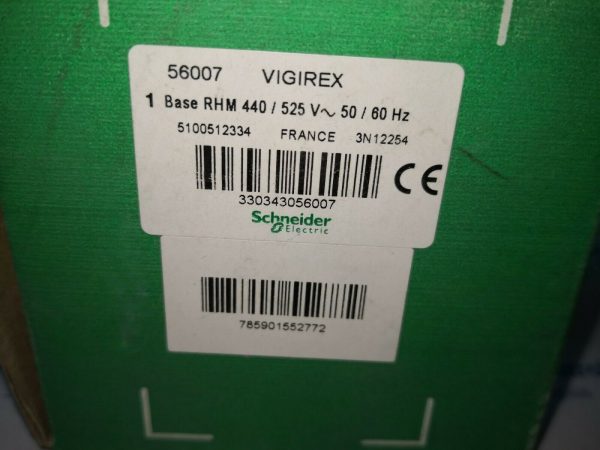 56007 VIGIREX
1 Base RHM 440 / 525 V~ 50 / 60 Hz
5100512334 FRANCE 3N12254
CE
330343056007
Schneider
Electric
785901552772